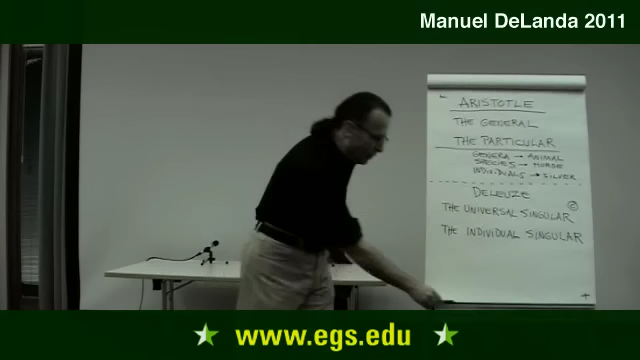 Manuel DeLanda 2011
ARISTOTLE
THE GENERAL
THE PARTICULAR
GENERA → ANIMAL
SPECIES → HORSE
INDIVIDUALS → SILVER
DELEUZE
THE UNIVERSAL SINGULAR
THE INDIVIDUAL SINGULAR
www.egs.edu